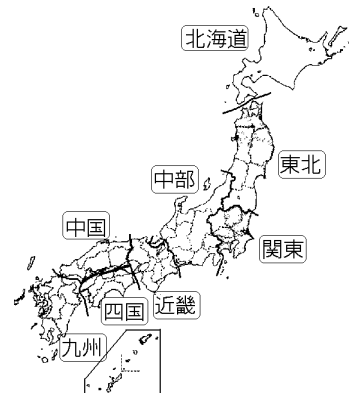 北海道
東北
中部
中国
関東
近畿
四国
九州